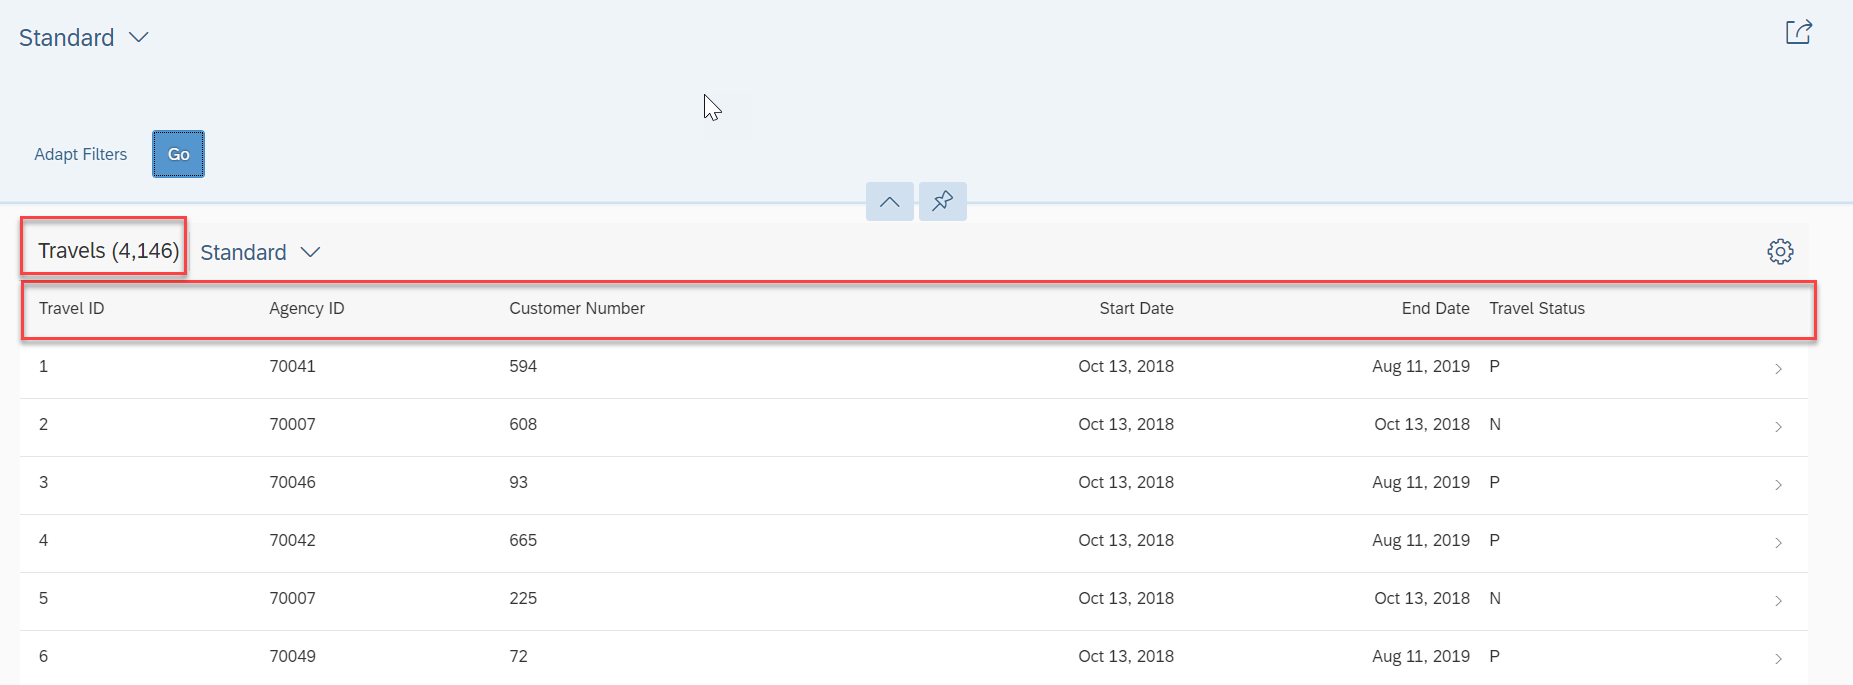 Standard
Adapt Filters Go
Travels (4,146) Standard
Travel ID Agency ID Customer Number Start Date End Date Travel Status
1 70041 594 Oct 13, 2018 Aug 11, 2019 P
2 70007 608 Oct 13, 2018 Oct 13, 2018 N
3 70046 93 Oct 13, 2018 Aug 11, 2019 P
4 70042 665 Oct 13, 2018 Aug 11, 2019 P
5 70007 225 Oct 13, 2018 Oct 13, 2018 N
6 70049 72 Oct 13, 2018 Aug 11, 2019 P